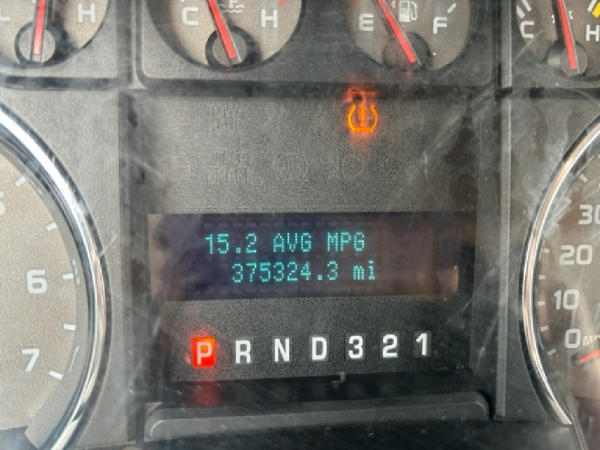 H
C H
E F
C H
15.2 AVG MPG
375324.3 mi
P R N D 3 2 1
6
7
30
20
10
0